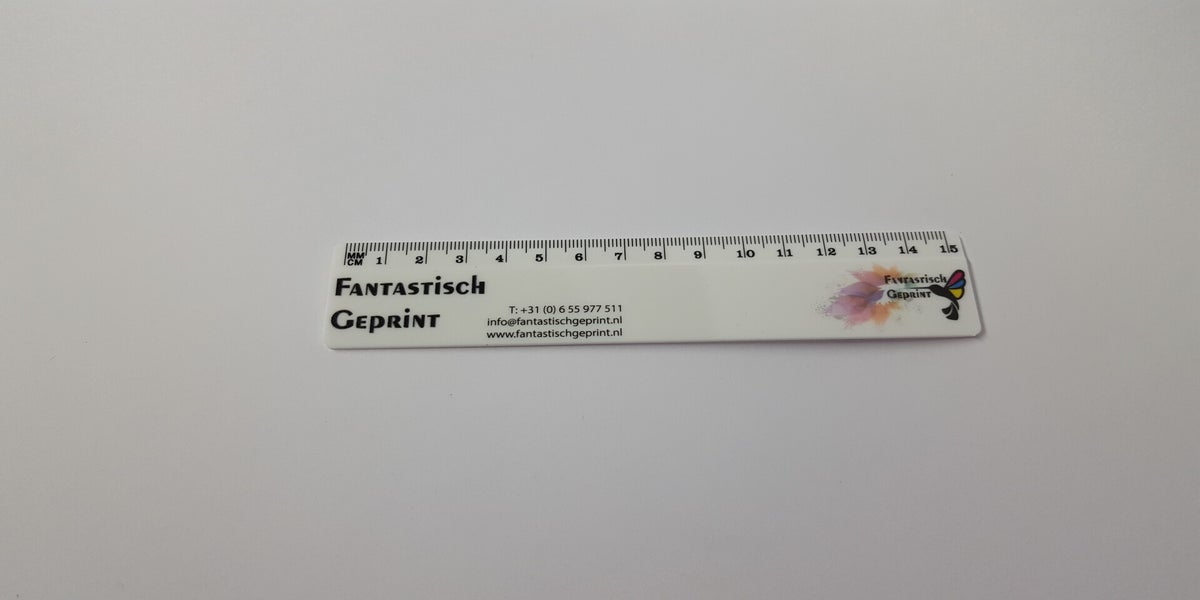 MM
CM 1 2 3 4 5 6 7 8 9 10 11 12 13 14 15
Fantastisch
Geprint
T: +31 (0) 6 55 977 511
info@fantastischgeprint.nl
www.fantastischgeprint.nl
Fantastisch
Geprint